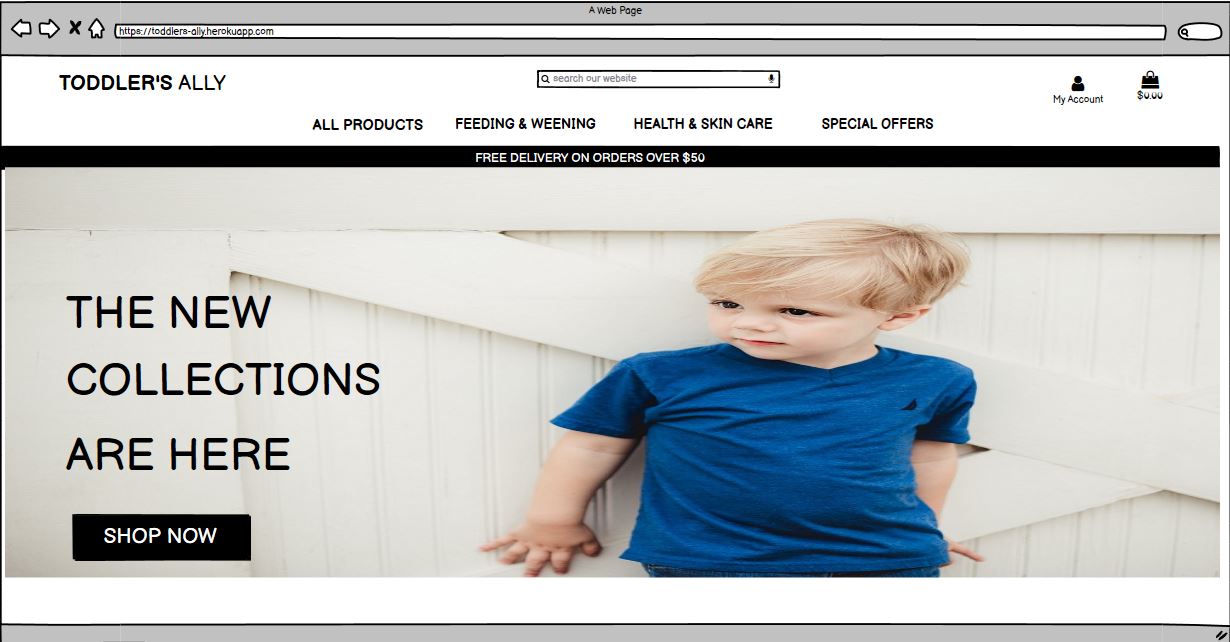 A Web Page
https://toddlers-ally.herokuapp.com
TODDLER'S ALLY
search our website
My Account
$0.00
ALL PRODUCTS
FEEDING & WEENING
HEALTH & SKIN CARE
SPECIAL OFFERS
FREE DELIVERY ON ORDERS OVER $50
THE NEW
COLLECTIONS
ARE HERE
SHOP NOW